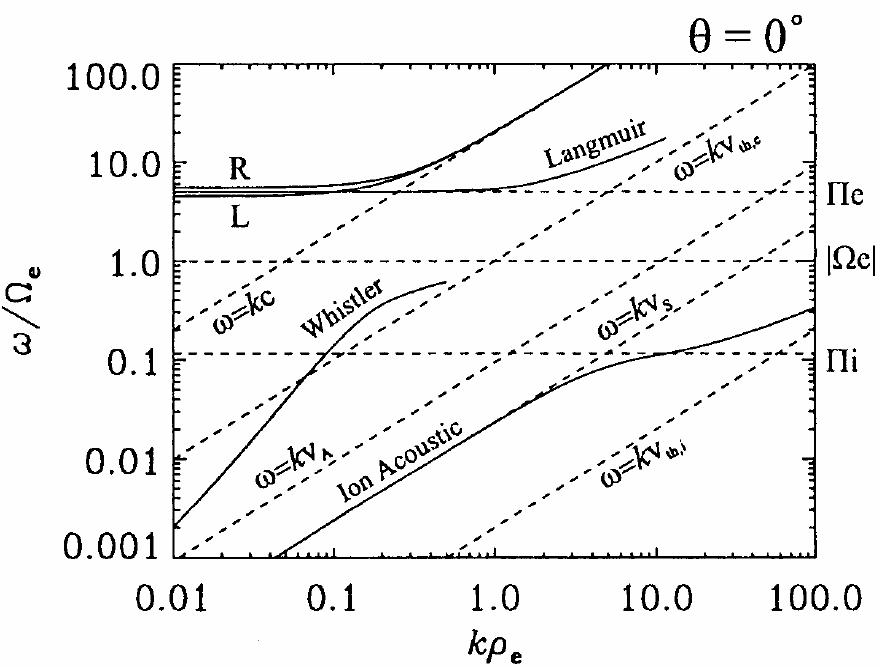 θ = 0°
100.0
10.0
1.0
0.1
0.01
0.001
ω/Ωe
R
L
Langmuir
ω=kvth,e
Πe
|Ωe|
ω=kc
Whistler
ω=kvS
Πi
ω=kvA
Ion Acoustic
ω=kvth,i
0.01 0.1 1.0 10.0 100.0
kρe